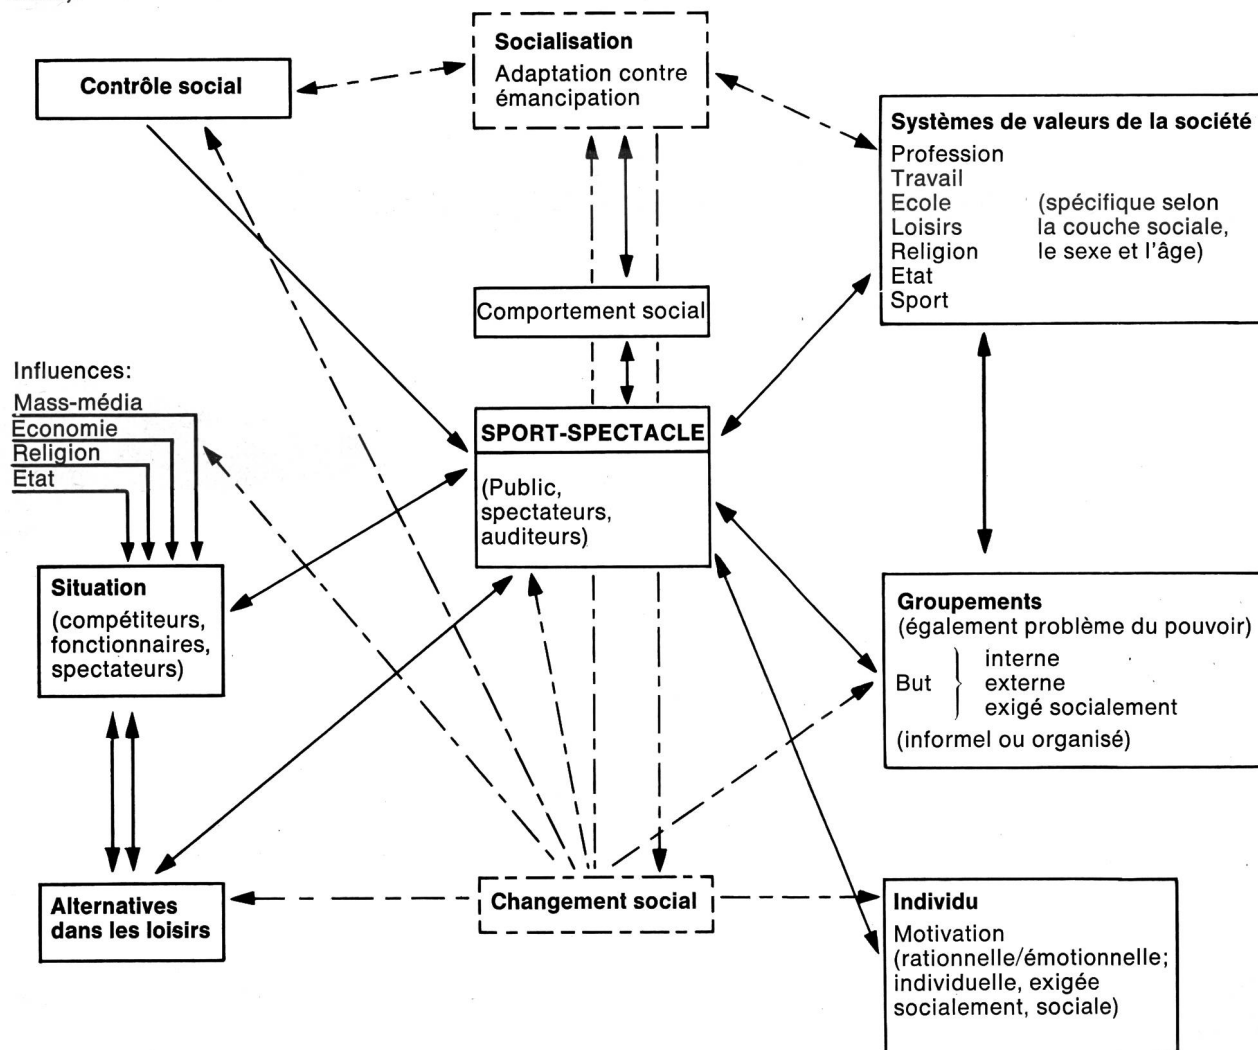 Socialisation
Adaptation contre
émancipation
Contrôle social
Systèmes de valeurs de la société
Profession
Travail
Ecole (spécifique selon
Loisirs la couche sociale,
Religion le sexe et l'âge)
Etat
Sport
Comportement social
Influences:
Mass-média
Economie
Religion
Etat
SPORT-SPECTACLE
(Public,
spectateurs,
auditeurs)
Situation
(compétiteurs,
fonctionnaires,
spectateurs)
Groupements
(également problème du pouvoir)
But } interne
externe
exigé socialement
(informel ou organisé)
Alternatives
dans les loisirs
Changement social
Individu
Motivation
(rationnelle/émotionnelle;
individuelle, exigée
socialement, sociale)